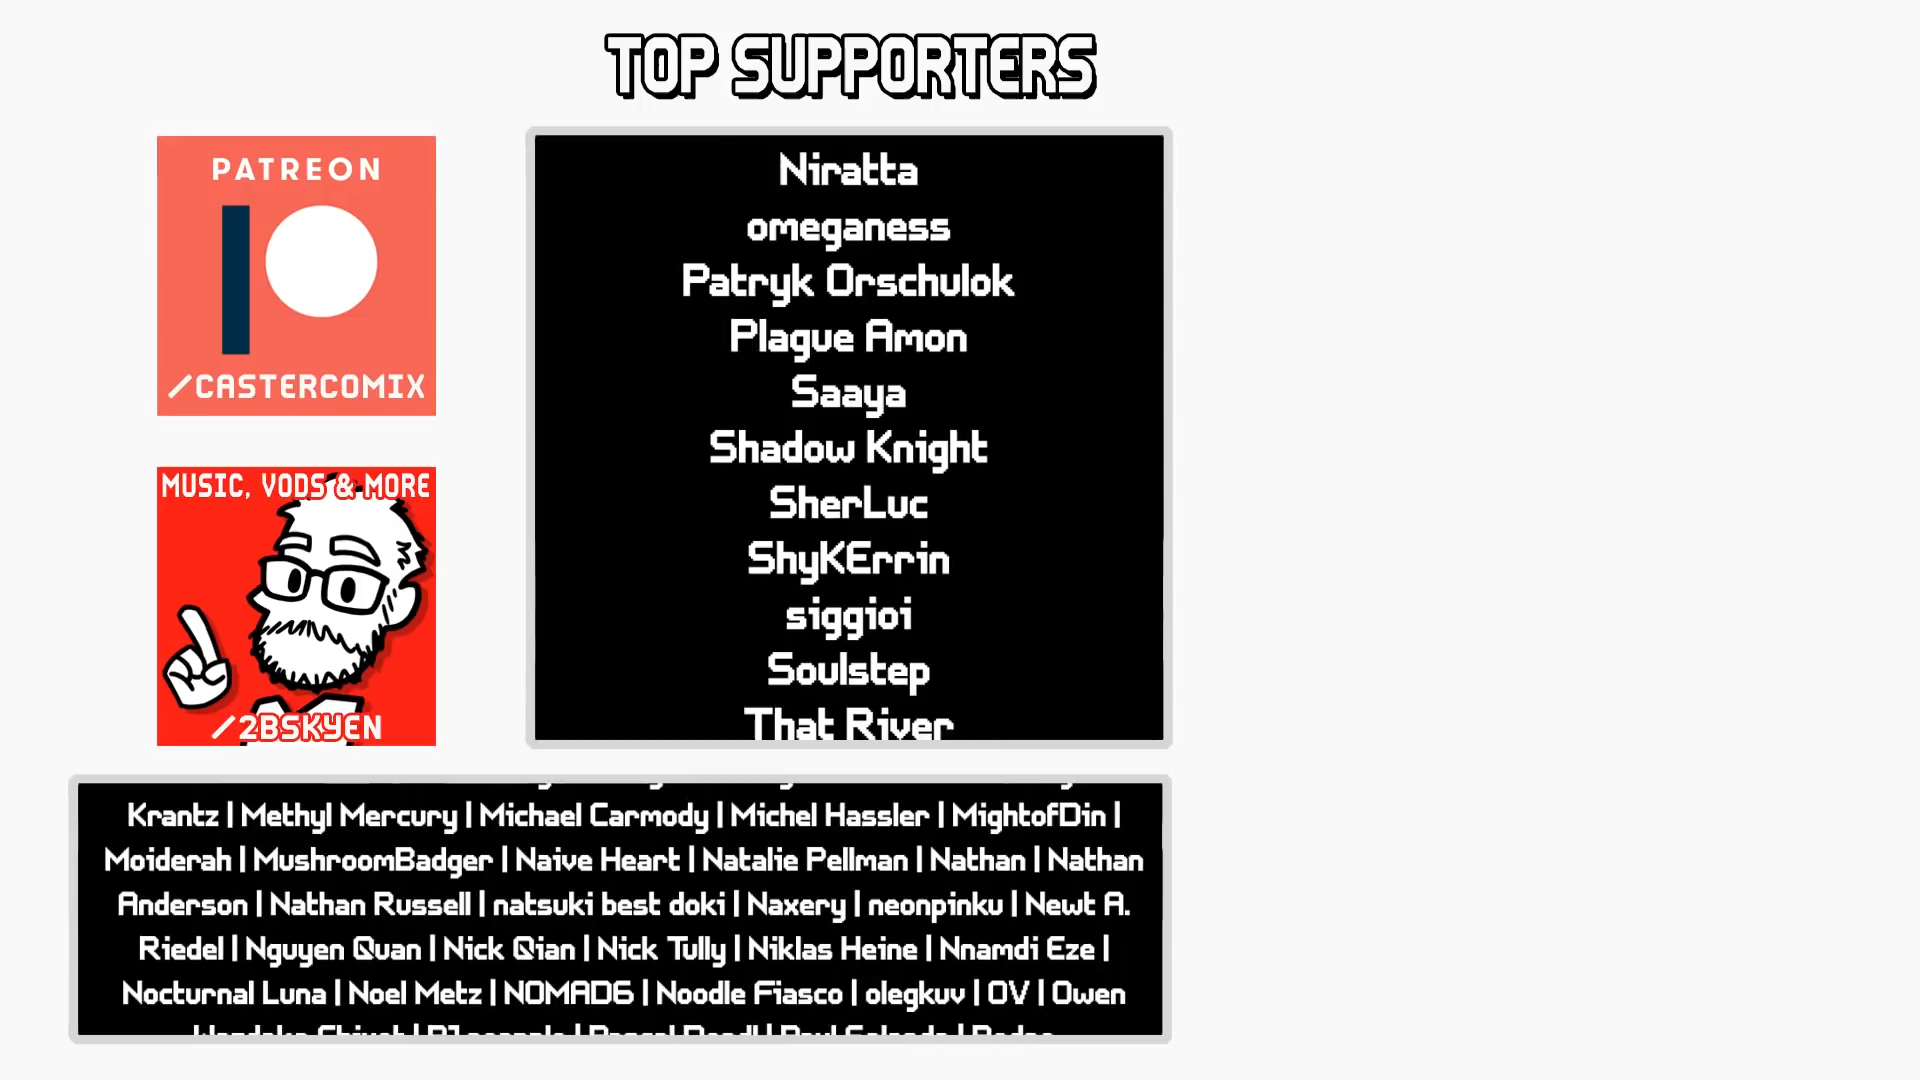 TOP SUPPORTERS
PATREON
/CASTERCOMIX
MUSIC, VODS & MORE
/2BSKYEN
Niratta
omeganess
Patryk Orschulok
Plague Amon
Saaya
Shadow Knight
SherLuc
ShyKErrin
siggioi
Soulstep
That River
Krantz | Methyl Mercury | Michael Carmody | Michel Hassler | MightofDin |
Moiderah | MushroomBadger | Naive Heart | Natalie Pellman | Nathan | Nathan
Anderson | Nathan Russell | natsuki best doki | Naxery | neonpinku | Newt A.
Riedel | Nguyen Quan | Nick Qian | Nick Tully | Niklas Heine | Nnamdi Eze |
Nocturnal Luna | Noel Metz | NOMAD6 | Noodle Fiasco | olegkuv | OV | Owen